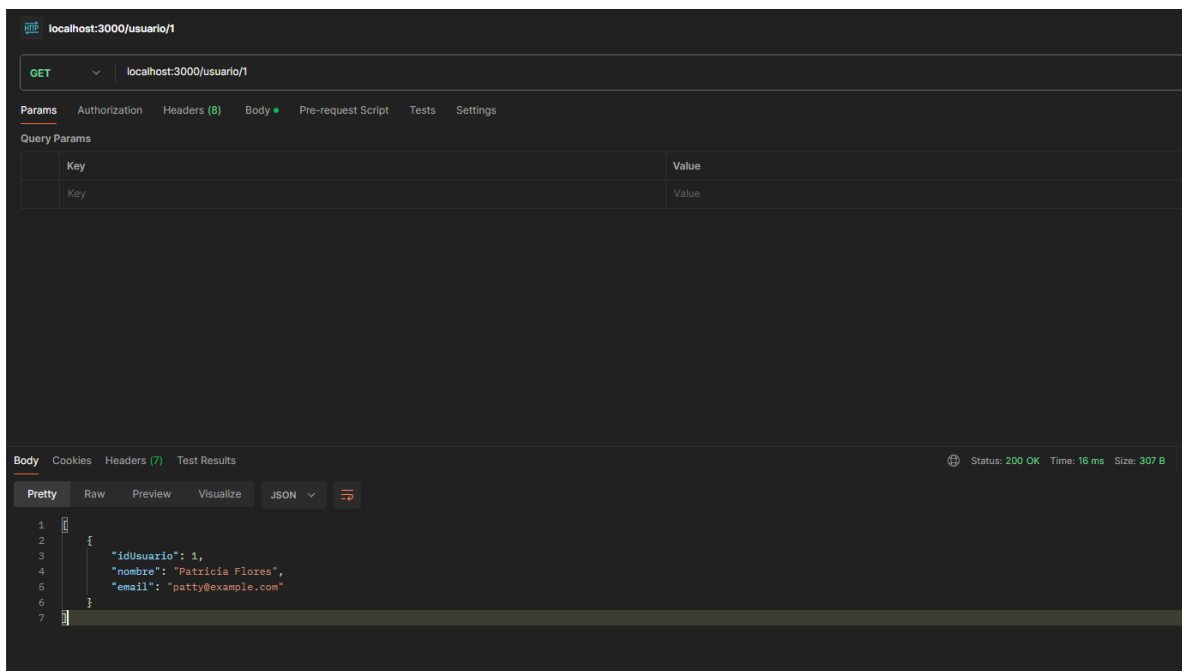 HTTP localhost:3000/usuario/1
GET localhost:3000/usuario/1
Params Authorization Headers (8) Body Pre-request Script Tests Settings
Query Params
Key Value
Key Value
Body Cookies Headers (7) Test Results Status: 200 OK Time: 16 ms Size: 307 B
Pretty Raw Preview Visualize JSON
1 [
2 {
3 "idUsuario": 1,
4 "nombre": "Patricia Flores",
5 "email": "patty@example.com"
6 }
7 ]